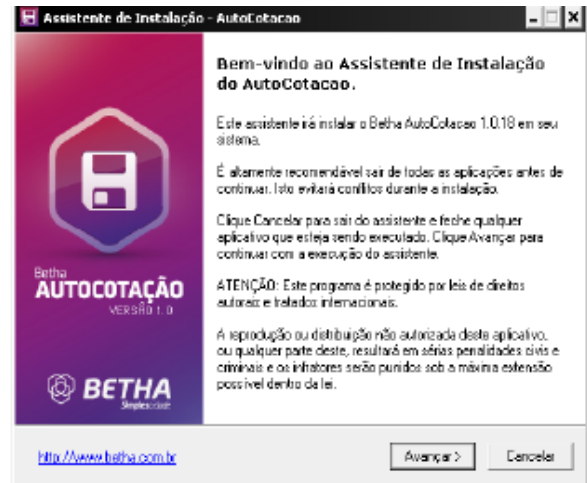 Assistente de Instalação - AutoCotacao
Bem-vindo ao Assistente de Instalação
do AutoCotacao.
Este assistente irá instalar o Betha AutoCotacao 1.0.18 em seu
sistema.
É altamente recomendável sair de todas as aplicações antes de
continuar. Isto evitará conflitos durante a instalação.
Clique Cancelar para sair do assistente e feche qualquer
aplicativo que esteja sendo executado. Clique Avançar para
continuar com a execução do assistente.
ATENÇÃO: Este programa é protegido por leis de direitos
autorais e tratados internacionais.
A reprodução ou distribuição não autorizada deste aplicativo,
ou qualquer parte deste, resultará em sérias penalidades civis e
criminais e os infratores serão punidos sob a máxima extensão
possível dentro da lei.
Betha
AUTOCOTAÇÃO
VERSÃO 1.0
BETHA
http://www.betha.com.br
Avançar >
Cancelar